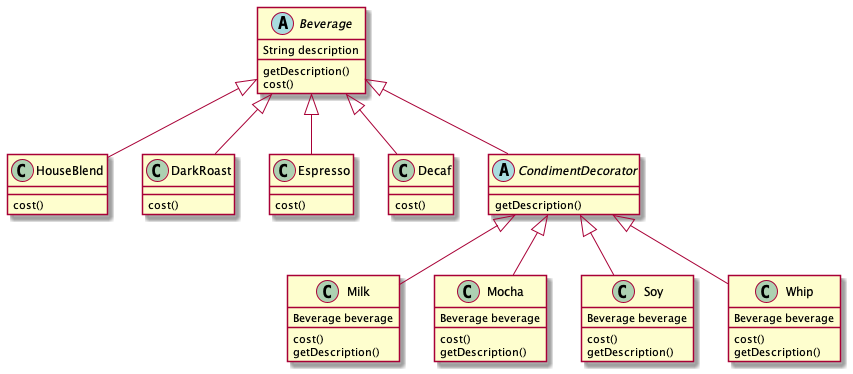 A Beverage
String description
getDescription()
cost()
C HouseBlend
cost()
C DarkRoast
cost()
C Espresso
cost()
C Decaf
cost()
A CondimentDecorator
getDescription()
C Milk
Beverage beverage
cost()
getDescription()
C Mocha
Beverage beverage
cost()
getDescription()
C Soy
Beverage beverage
cost()
getDescription()
C Whip
Beverage beverage
cost()
getDescription()